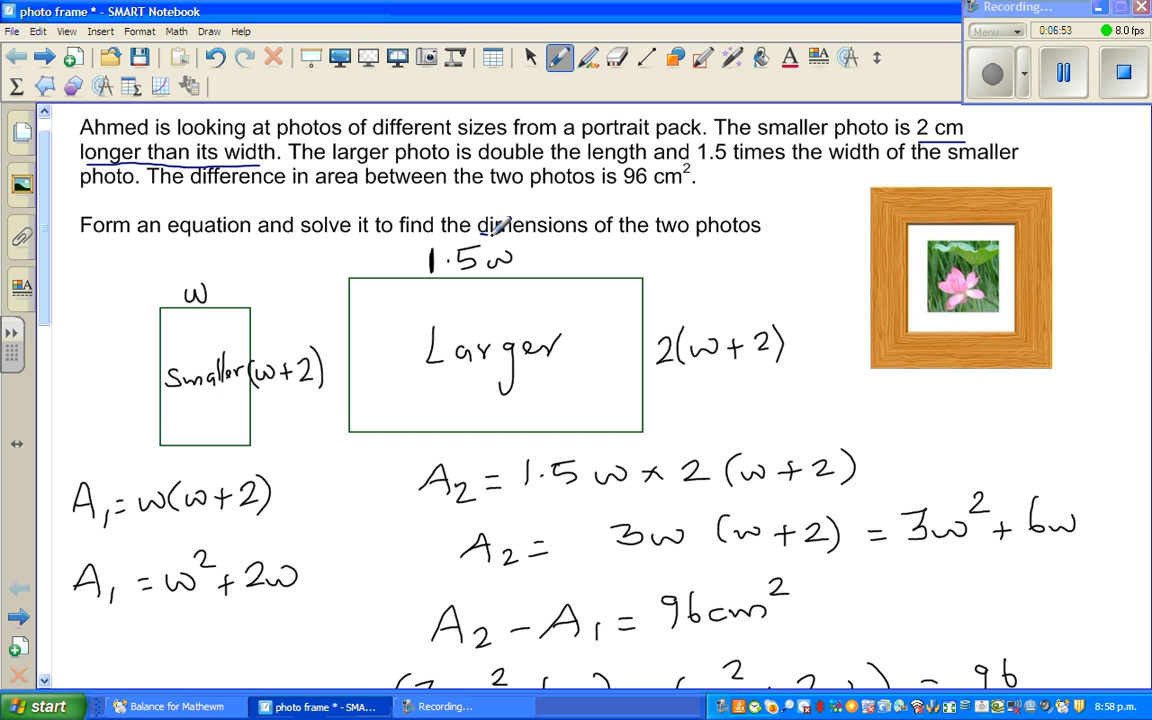 photo frame * - SMART Notebook
Recording...
File Edit View Insert Format Math Draw Help
Menu
0:06:53
8.0 fps
Ahmed is looking at photos of different sizes from a portrait pack. The smaller photo is 2 cm
longer than its width. The larger photo is double the length and 1.5 times the width of the smaller
photo. The difference in area between the two photos is 96 cm².
Form an equation and solve it to find the dimensions of the two photos
1.5w
w
Larger
2(w+2)
smaller
(w+2)
A₂ = 1.5w × 2(w+2)
A₁ = w(w+2)
A₂ = 3w(w+2) = 3w² + 6w
A₁ = w² + 2w
A₂ - A₁ = 96cm²
= 96
start
Balance for Mathewm
photo frame * - SMA...
Recording...
8:58 p.m.